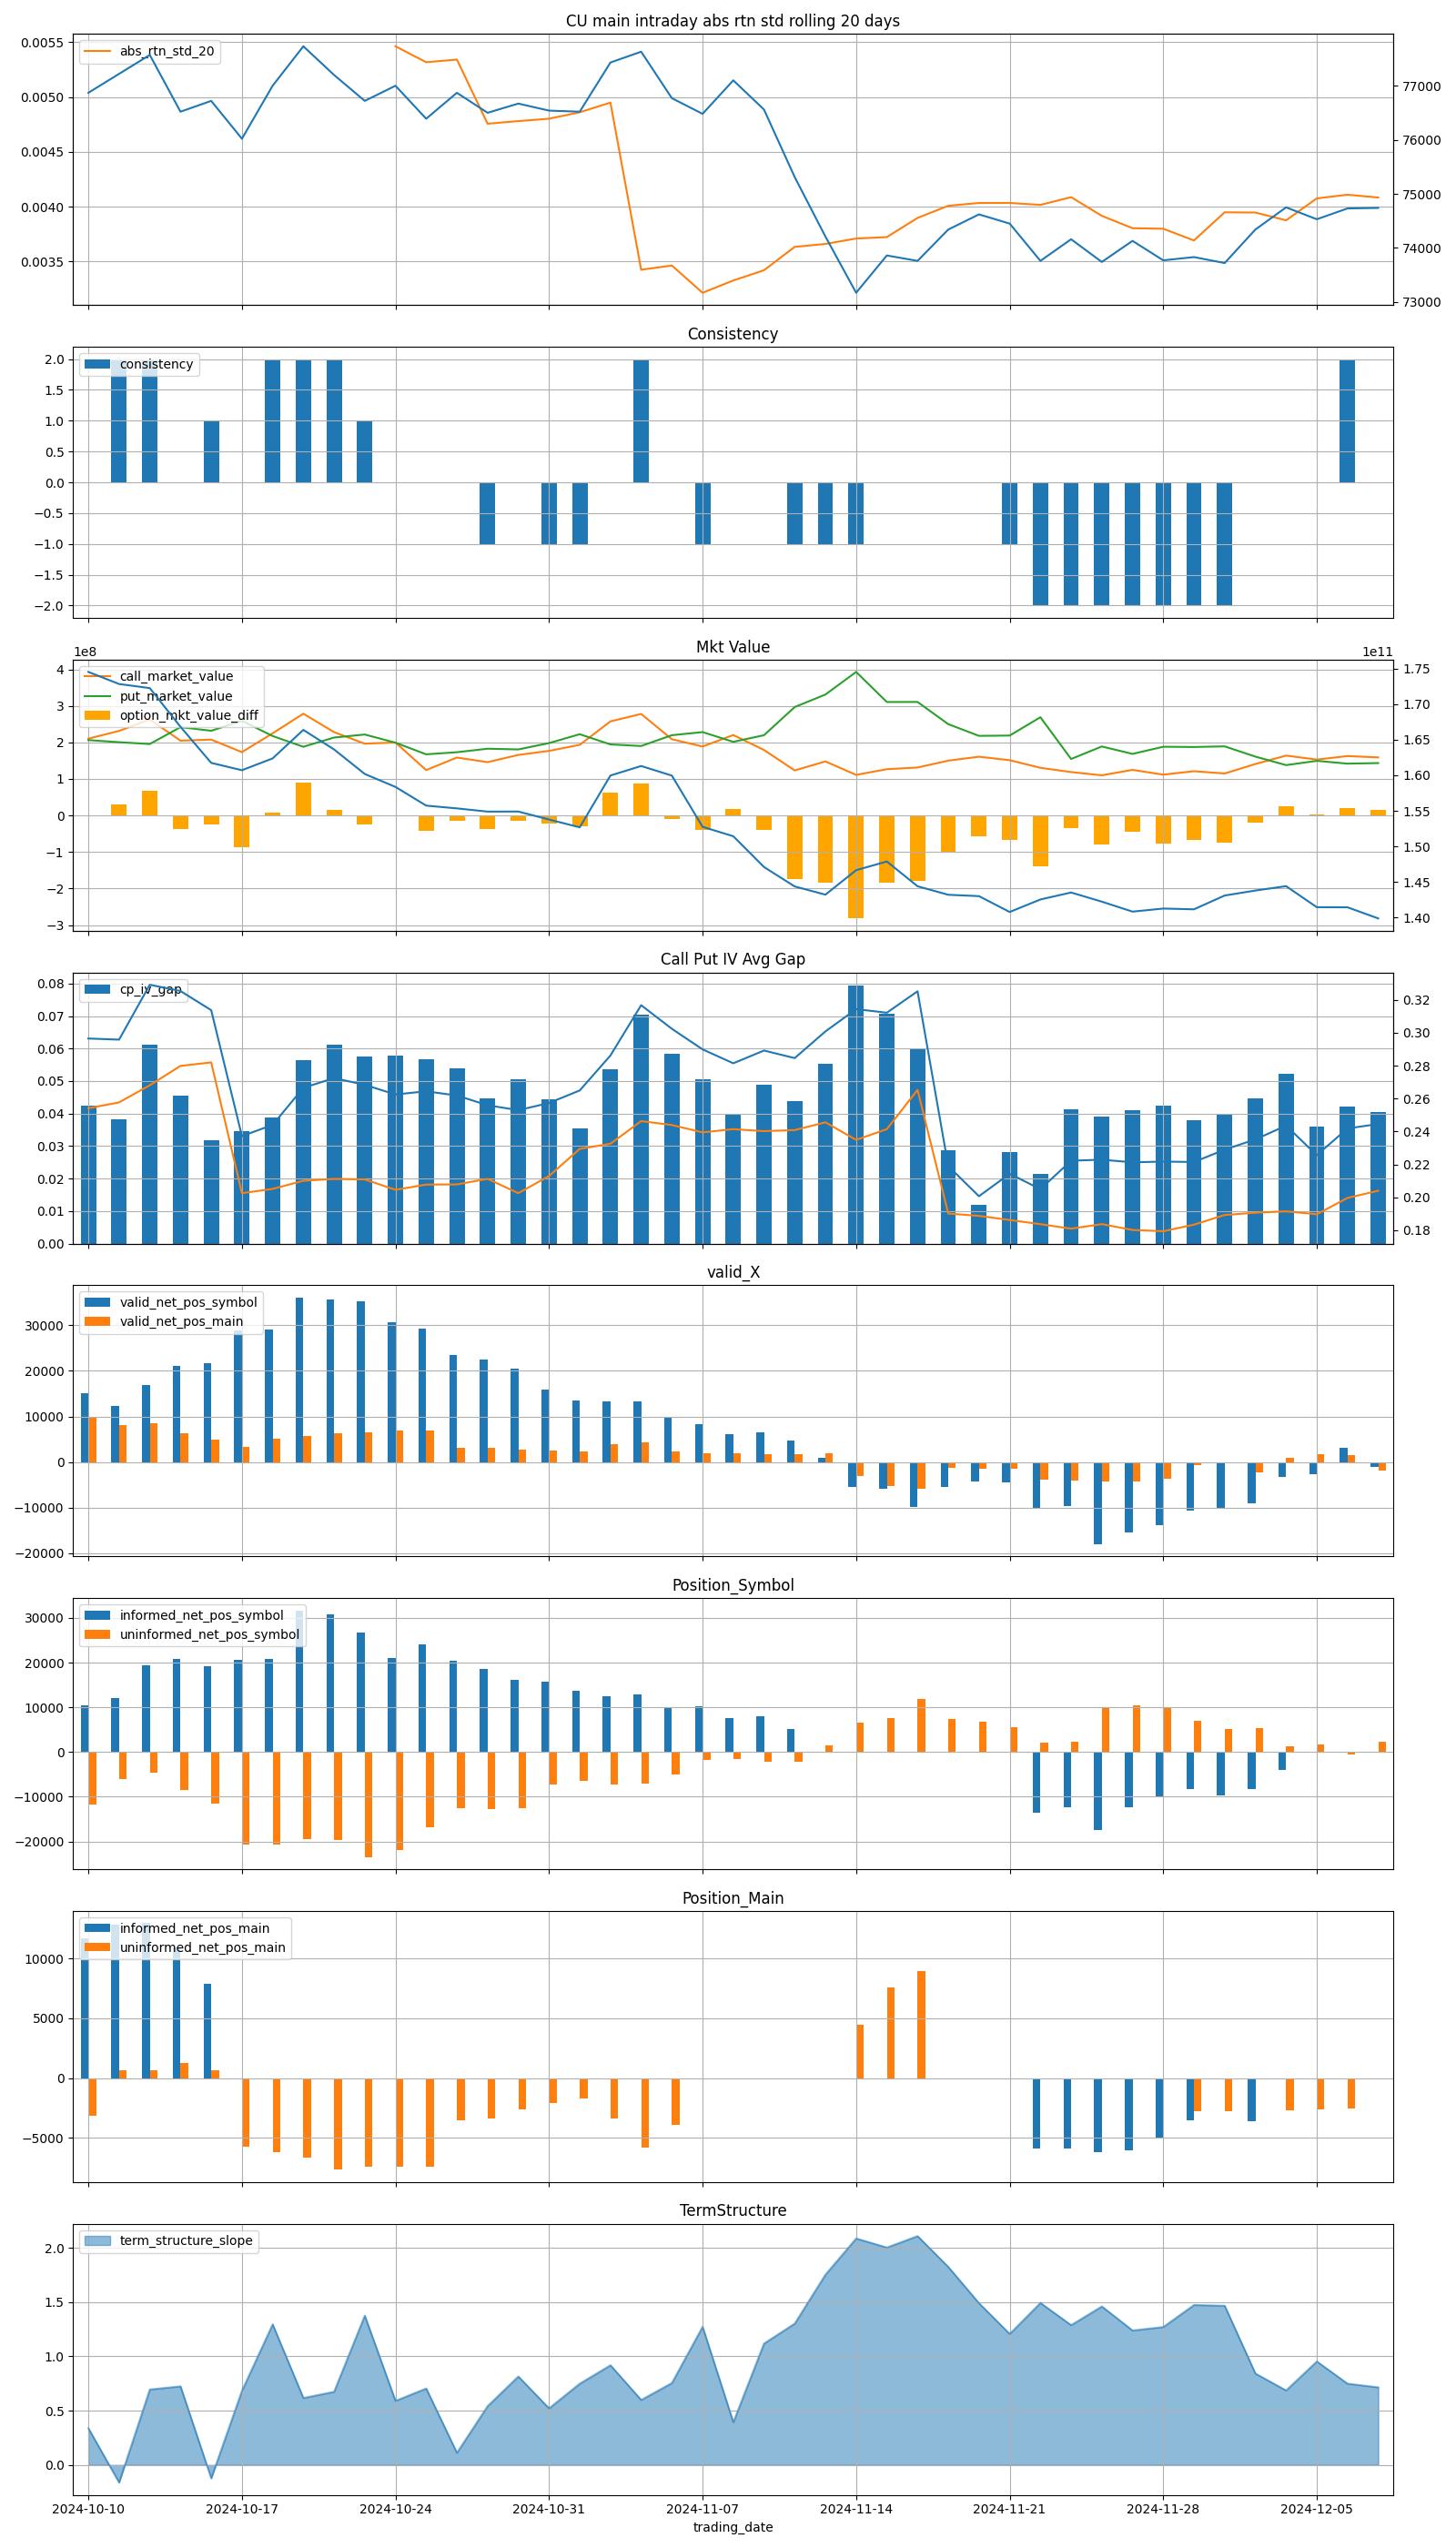 CU main intraday abs rtn std rolling 20 days
abs_rtn_std_20
0.0055
0.0050
0.0045
0.0040
0.0035
77000
76000
75000
74000
73000
Consistency
consistency
2.0
1.5
1.0
0.5
0.0
−0.5
−1.0
−1.5
−2.0
Mkt Value
1e8
1e11
call_market_value
put_market_value
option_mkt_value_diff
4
3
2
1
0
−1
−2
−3
1.75
1.70
1.65
1.60
1.55
1.50
1.45
1.40
Call Put IV Avg Gap
cp_iv_gap
0.08
0.07
0.06
0.05
0.04
0.03
0.02
0.01
0.00
0.32
0.30
0.28
0.26
0.24
0.22
0.20
0.18
valid_X
valid_net_pos_symbol
valid_net_pos_main
30000
20000
10000
0
−10000
−20000
Position_Symbol
informed_net_pos_symbol
uninformed_net_pos_symbol
30000
20000
10000
0
−10000
−20000
Position_Main
informed_net_pos_main
uninformed_net_pos_main
10000
5000
0
−5000
TermStructure
term_structure_slope
2.0
1.5
1.0
0.5
0.0
2024-10-10 2024-10-17 2024-10-24 2024-10-31 2024-11-07 2024-11-14 2024-11-21 2024-11-28 2024-12-05
trading_date